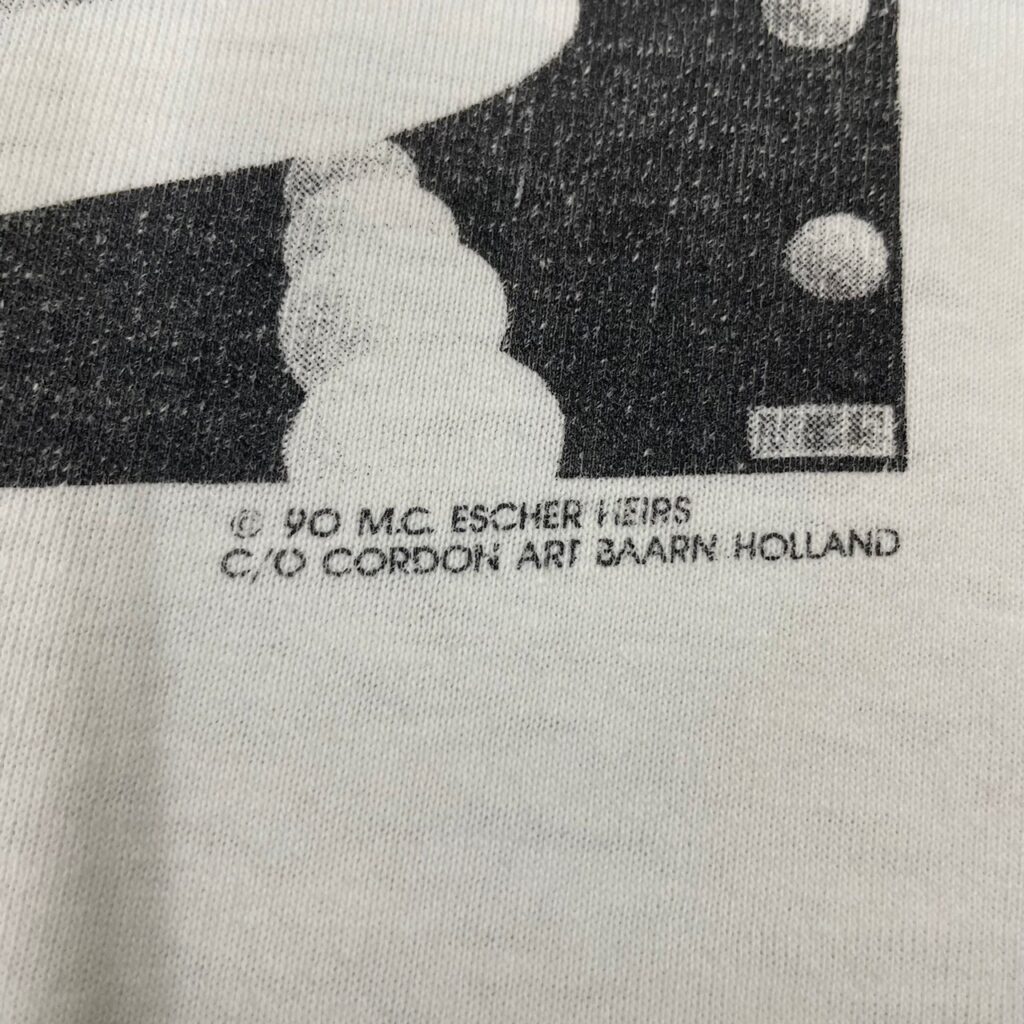 © 90 M.C. ESCHER HEIRS
C/O CORDON ART BAARN HOLLAND